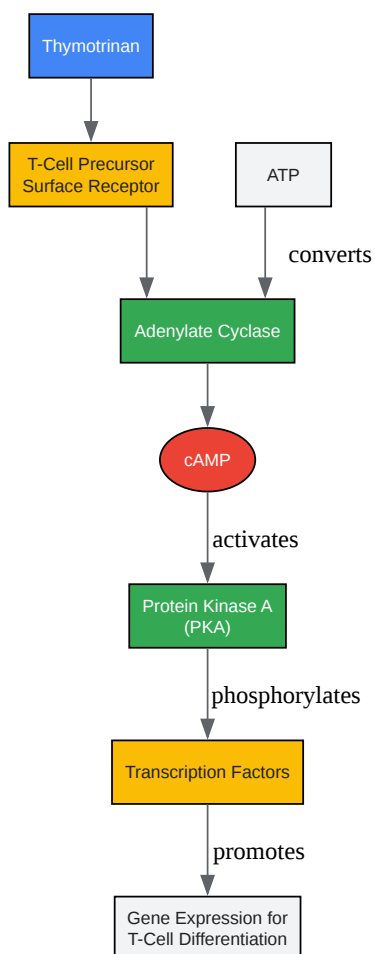 Thymotrinan
T-Cell Precursor
Surface Receptor
ATP
converts
Adenylate Cyclase
cAMP
activates
Protein Kinase A
(PKA)
phosphorylates
Transcription Factors
promotes
Gene Expression for
T-Cell Differentiation